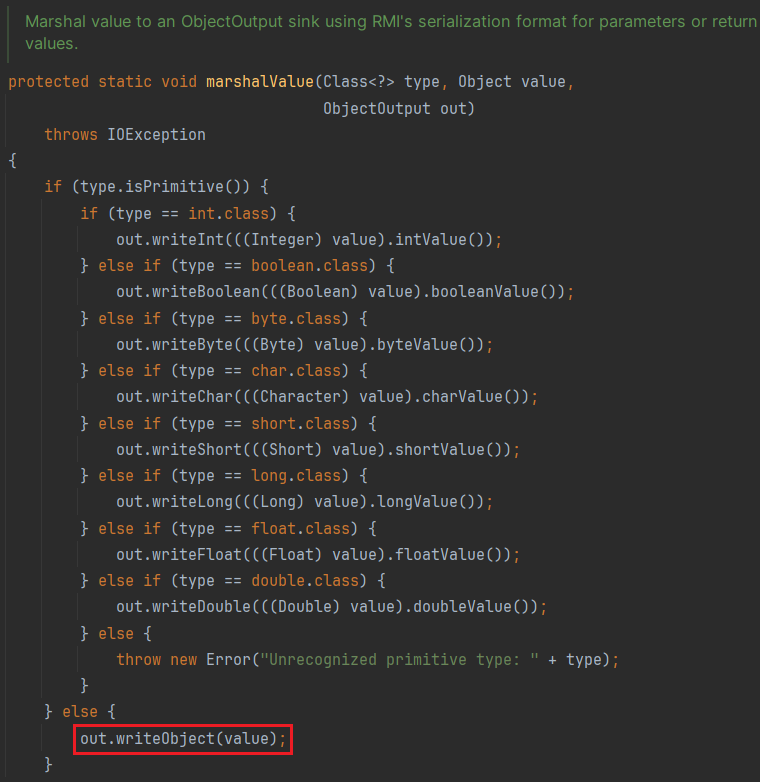 Marshal value to an ObjectOutput sink using RMI's serialization format for parameters or return
values.
protected static void marshalValue(Class<?> type, Object value,
                                   ObjectOutput out)
    throws IOException
{
    if (type.isPrimitive()) {
        if (type == int.class) {
            out.writeInt(((Integer) value).intValue());
        } else if (type == boolean.class) {
            out.writeBoolean(((Boolean) value).booleanValue());
        } else if (type == byte.class) {
            out.writeByte(((Byte) value).byteValue());
        } else if (type == char.class) {
            out.writeChar(((Character) value).charValue());
        } else if (type == short.class) {
            out.writeShort(((Short) value).shortValue());
        } else if (type == long.class) {
            out.writeLong(((Long) value).longValue());
        } else if (type == float.class) {
            out.writeFloat(((Float) value).floatValue());
        } else if (type == double.class) {
            out.writeDouble(((Double) value).doubleValue());
        } else {
            throw new Error("Unrecognized primitive type: " + type);
        }
    } else {
        out.writeObject(value);
    }